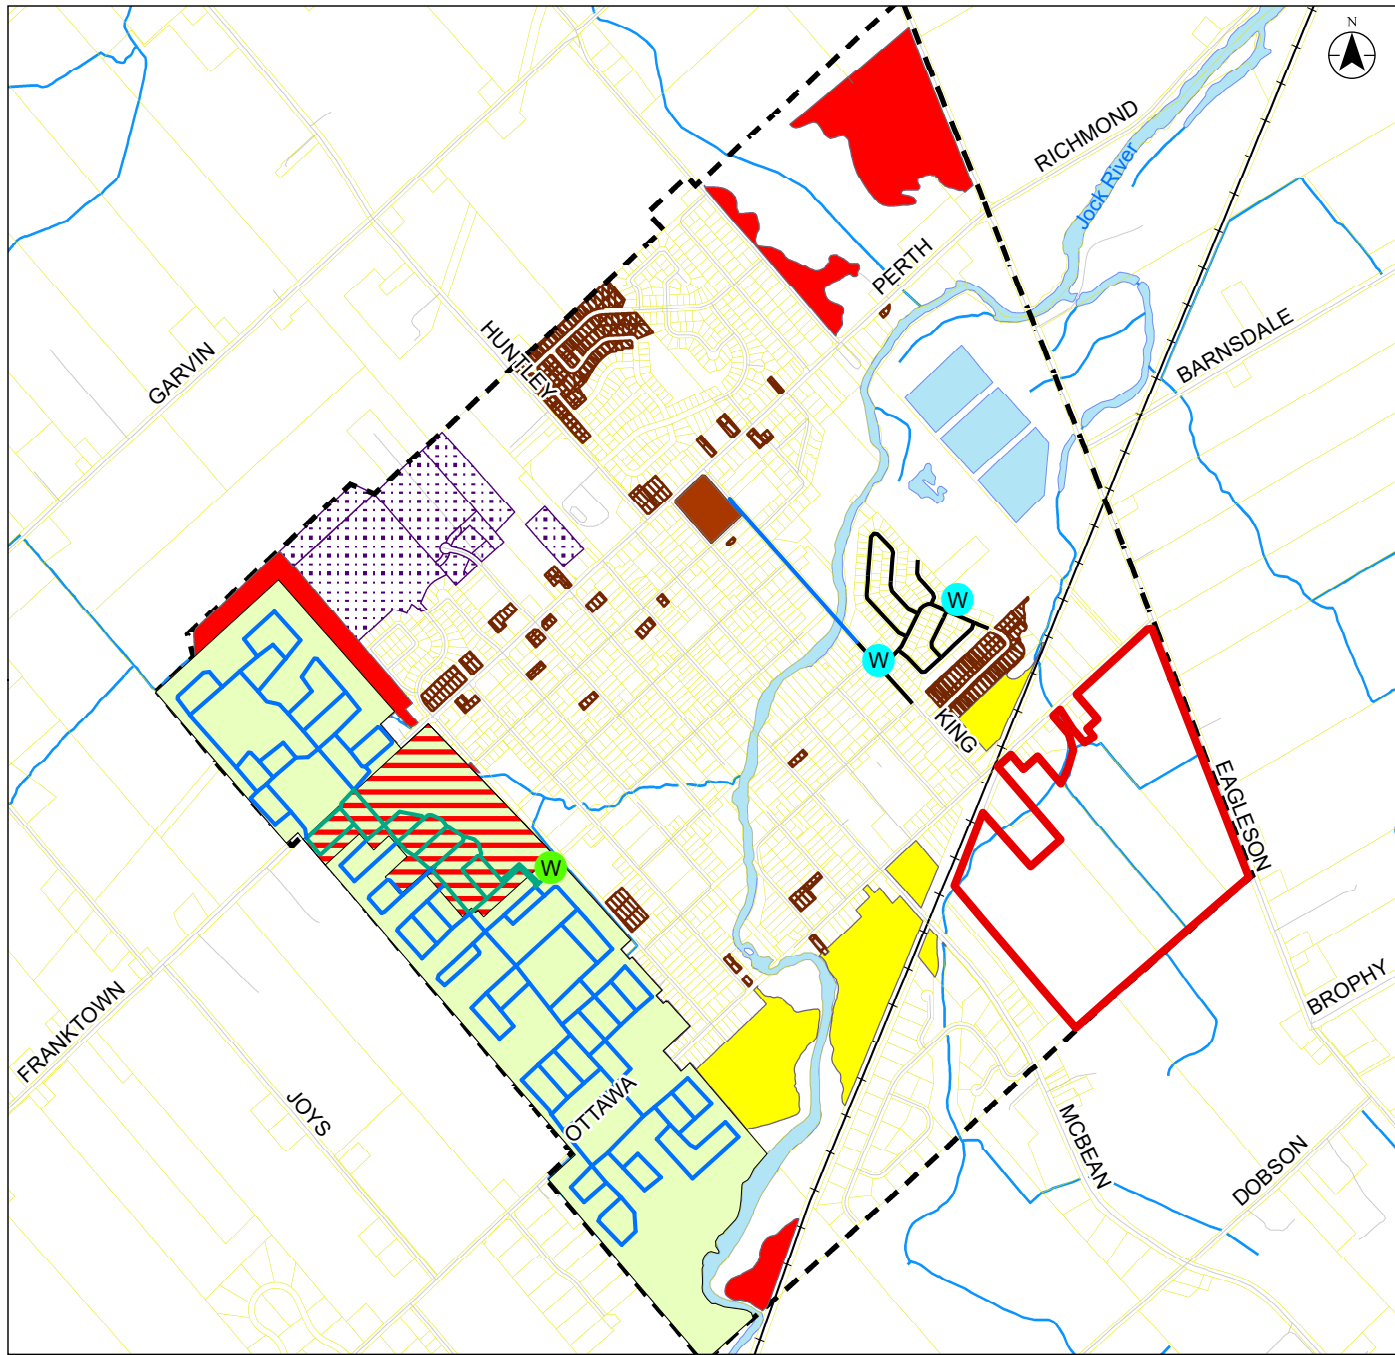 N
RICHMOND
Jock River
PERTH
BARNSDALE
HUNTLEY
GARVIN
W
W
KING
EAGLESON
W
FRANKTOWN
BROPHY
JOYS
OTTAWA
MCBEAN
DOBSON